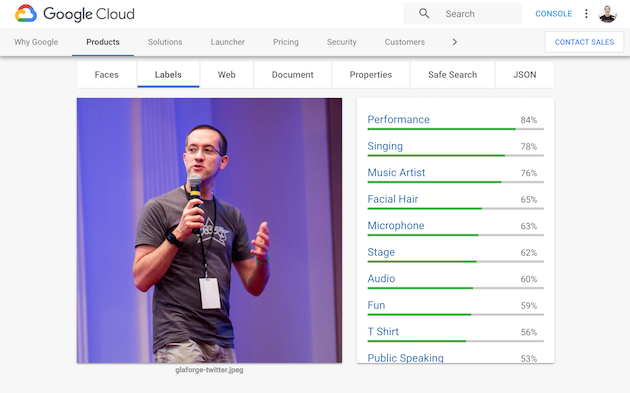 Google Cloud
Search
CONSOLE
Why Google Products Solutions Launcher Pricing Security Customers
CONTACT SALES
Faces Labels Web Document Properties Safe Search JSON
Performance 84%
Singing 78%
Music Artist 76%
Facial Hair 65%
Microphone 63%
Stage 62%
Audio 60%
Fun 59%
T Shirt 56%
Public Speaking 53%
glaforge-twitter.jpeg